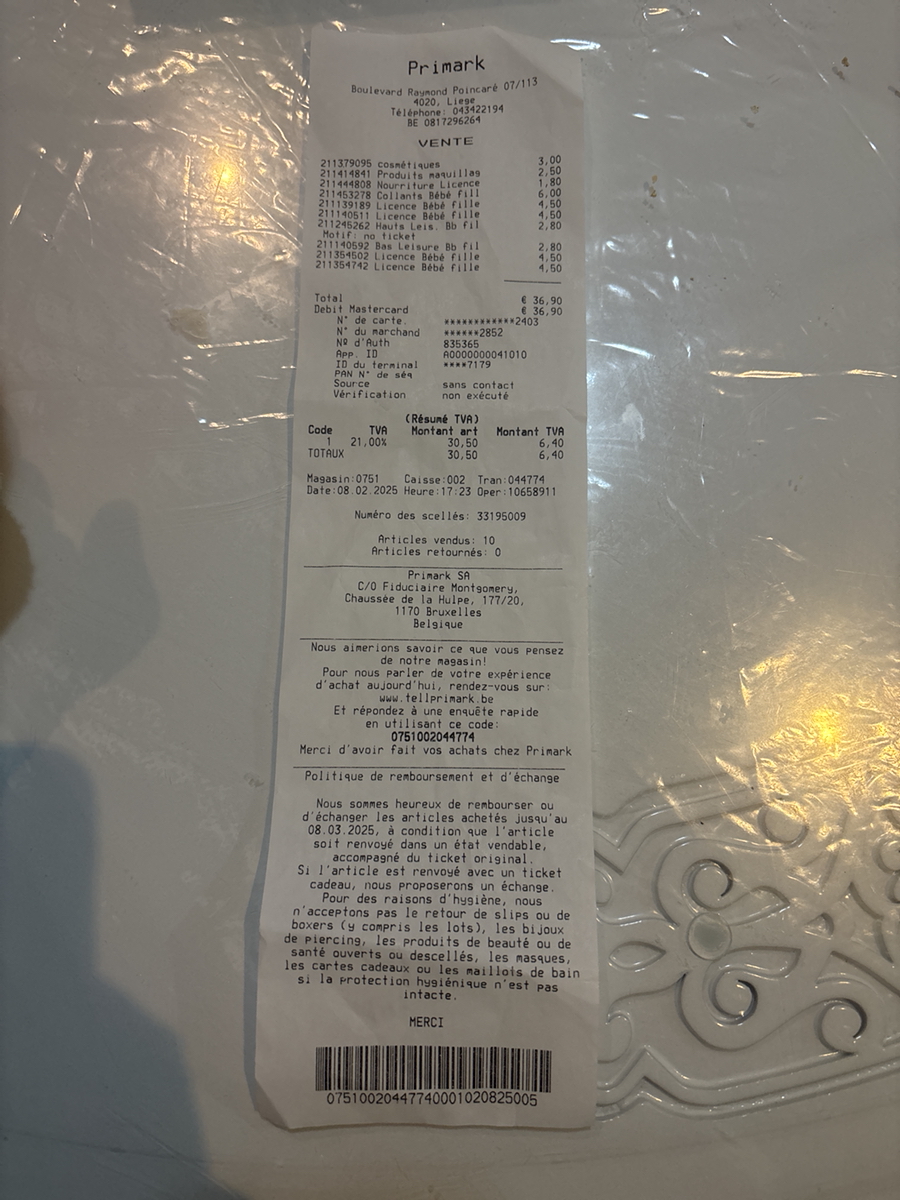 Primark
Boulevard Raymond Poincaré 07/113
4020, Liege
Téléphone: 043422194
BE 0817296264
VENTE
211379095 cosmétiques 3,00
211414841 Produits maquillag 2,50
211444808 Nourriture Licence 1,80
211453278 Collants Bébé fill 6,00
211139189 Licence Bébé fille 4,50
211140511 Licence Bébé fille 4,50
211245262 Hauts Leis. Bb fil 2,80
Motif: no ticket
211140592 Bas Leisure Bb fil 2,80
211354502 Licence Bébé fille 4,50
211354742 Licence Bébé fille 4,50
Total € 36,90
Debit Mastercard € 36,90
N° de carte. ************2403
N° du marchand ******2852
Nº d'Auth 835365
App. ID A0000000041010
ID du terminal ****7179
PAN N° de séq
Source sans contact
Vérification non exécuté
(Résumé TVA)
Code TVA Montant art Montant TVA
1 21,00% 30,50 6,40
TOTAUX 30,50 6,40
Magasin:0751 Caisse:002 Tran:044774
Date:08.02.2025 Heure:17:23 Oper:10658911
Numéro des scellés: 33195009
Articles vendus: 10
Articles retournés: 0
Primark SA
C/O Fiduciaire Montgomery,
Chaussée de la Hulpe, 177/20,
1170 Bruxelles
Belgique
Nous aimerions savoir ce que vous pensez
de notre magasin!
Pour nous parler de votre expérience
d'achat aujourd'hui, rendez-vous sur:
www.tellprimark.be
Et répondez à une enquête rapide
en utilisant ce code:
0751002044774
Merci d'avoir fait vos achats chez Primark
Politique de remboursement et d'échange
Nous sommes heureux de rembourser ou
d'échanger les articles achetés jusqu'au
08.03.2025, à condition que l'article
soit renvoyé dans un état vendable,
accompagné du ticket original.
Si l'article est renvoyé avec un ticket
cadeau, nous proposerons un échange.
Pour des raisons d'hygiène, nous
n'acceptons pas le retour de slips ou de
boxers (y compris les lots), les bijoux
de piercing, les produits de beauté ou de
santé ouverts ou descellés, les masques,
les cartes cadeaux ou les maillots de bain
si la protection hygiénique n'est pas
intacte.
MERCI
07510020447740001020825005